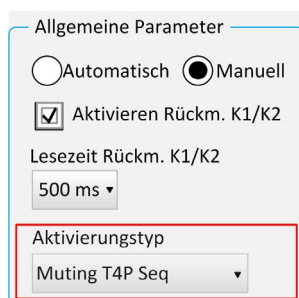 Allgemeine Parameter
Automatisch Manuell
Aktivieren Rückm. K1/K2
Lesezeit Rückm. K1/K2
500 ms
Aktivierungstyp
Muting T4P Seq